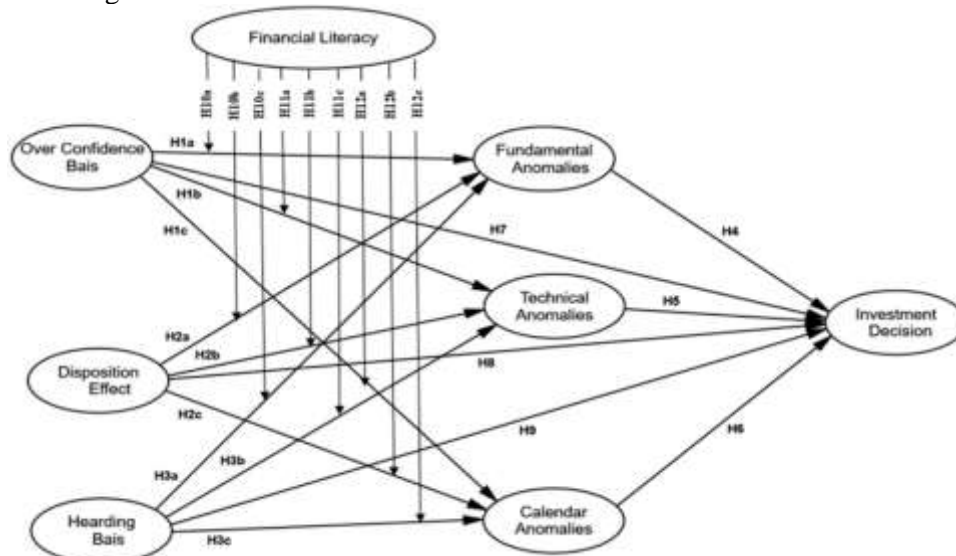 Financial Literacy
H10a
H10b
H10c
H11a
H11b
H11c
H12a
H12b
H12c
Over Confidence
Bais
H1a
Fundamental
Anomalies
H1b
H1c
H7
H4
Technical
Anomalies
H5
Investment
Decision
H2a
H2b
H8
Disposition
Effect
H2c
H9
H6
H3a
H3b
Hearding
Bais
H3c
Calendar
Anomalies